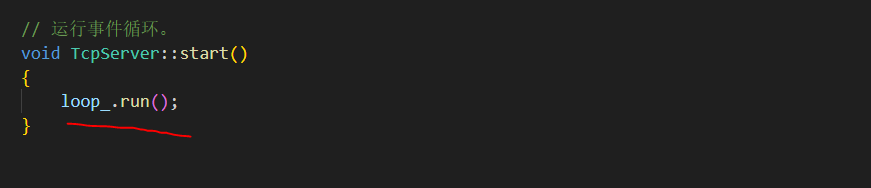 // 运行事件循环。
void TcpServer::start()
{
    loop_.run();
}